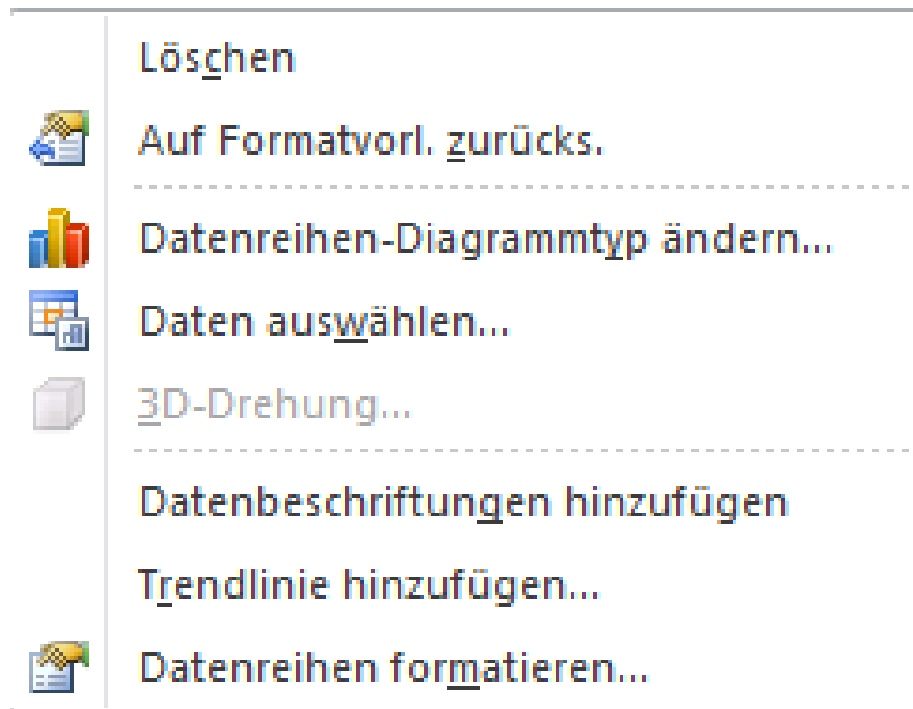 Löschen
Auf Formatvorl. zurücks.
Datenreihen-Diagrammtyp ändern...
Daten auswählen...
3D-Drehung...
Datenbeschriftungen hinzufügen
Trendlinie hinzufügen...
Datenreihen formatieren...